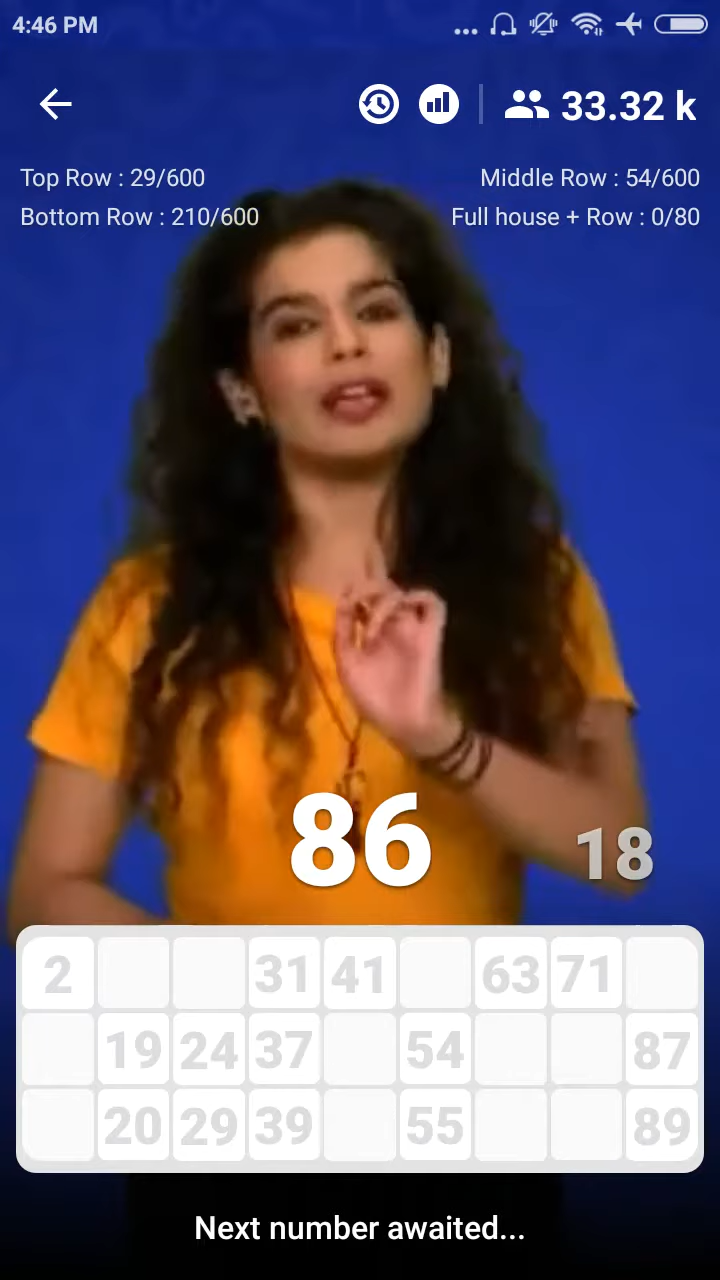 4:46 PM
33.32 k
Top Row : 29/600
Middle Row : 54/600
Bottom Row : 210/600
Full house + Row : 0/80
86
18
2 31 41 63 71
19 24 37 54 87
20 29 39 55 89
Next number awaited...